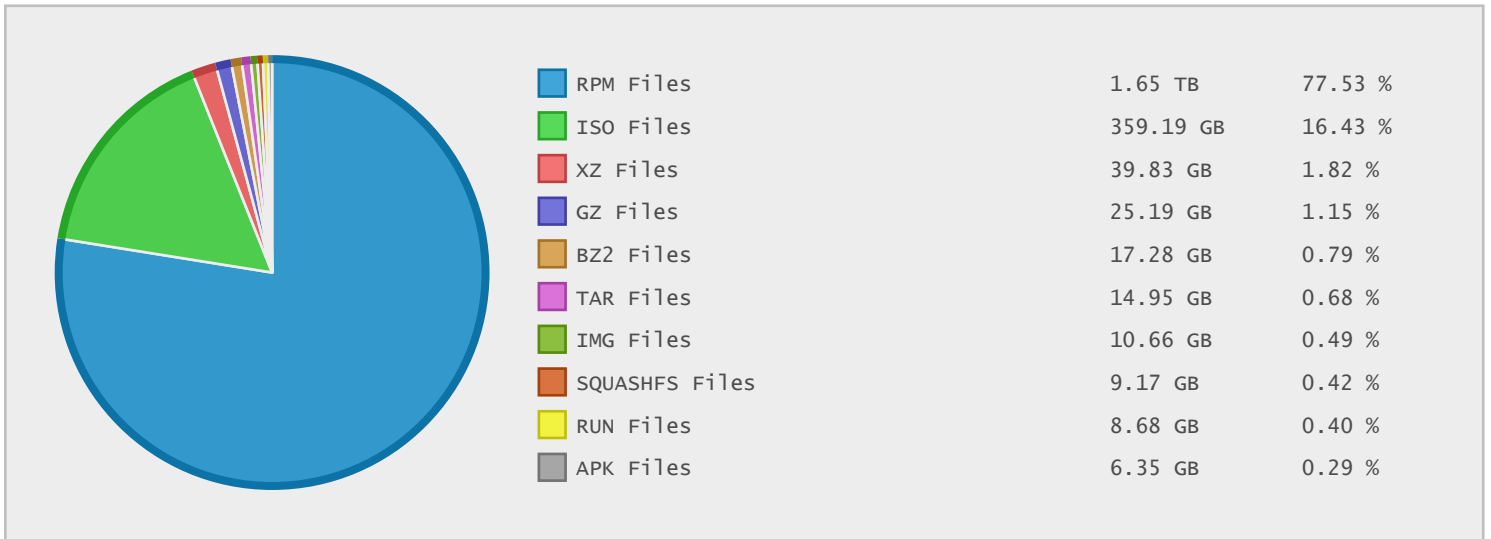 RPM Files 1.65 TB 77.53 %
ISO Files 359.19 GB 16.43 %
XZ Files 39.83 GB 1.82 %
GZ Files 25.19 GB 1.15 %
BZ2 Files 17.28 GB 0.79 %
TAR Files 14.95 GB 0.68 %
IMG Files 10.66 GB 0.49 %
SQUASHFS Files 9.17 GB 0.42 %
RUN Files 8.68 GB 0.40 %
APK Files 6.35 GB 0.29 %